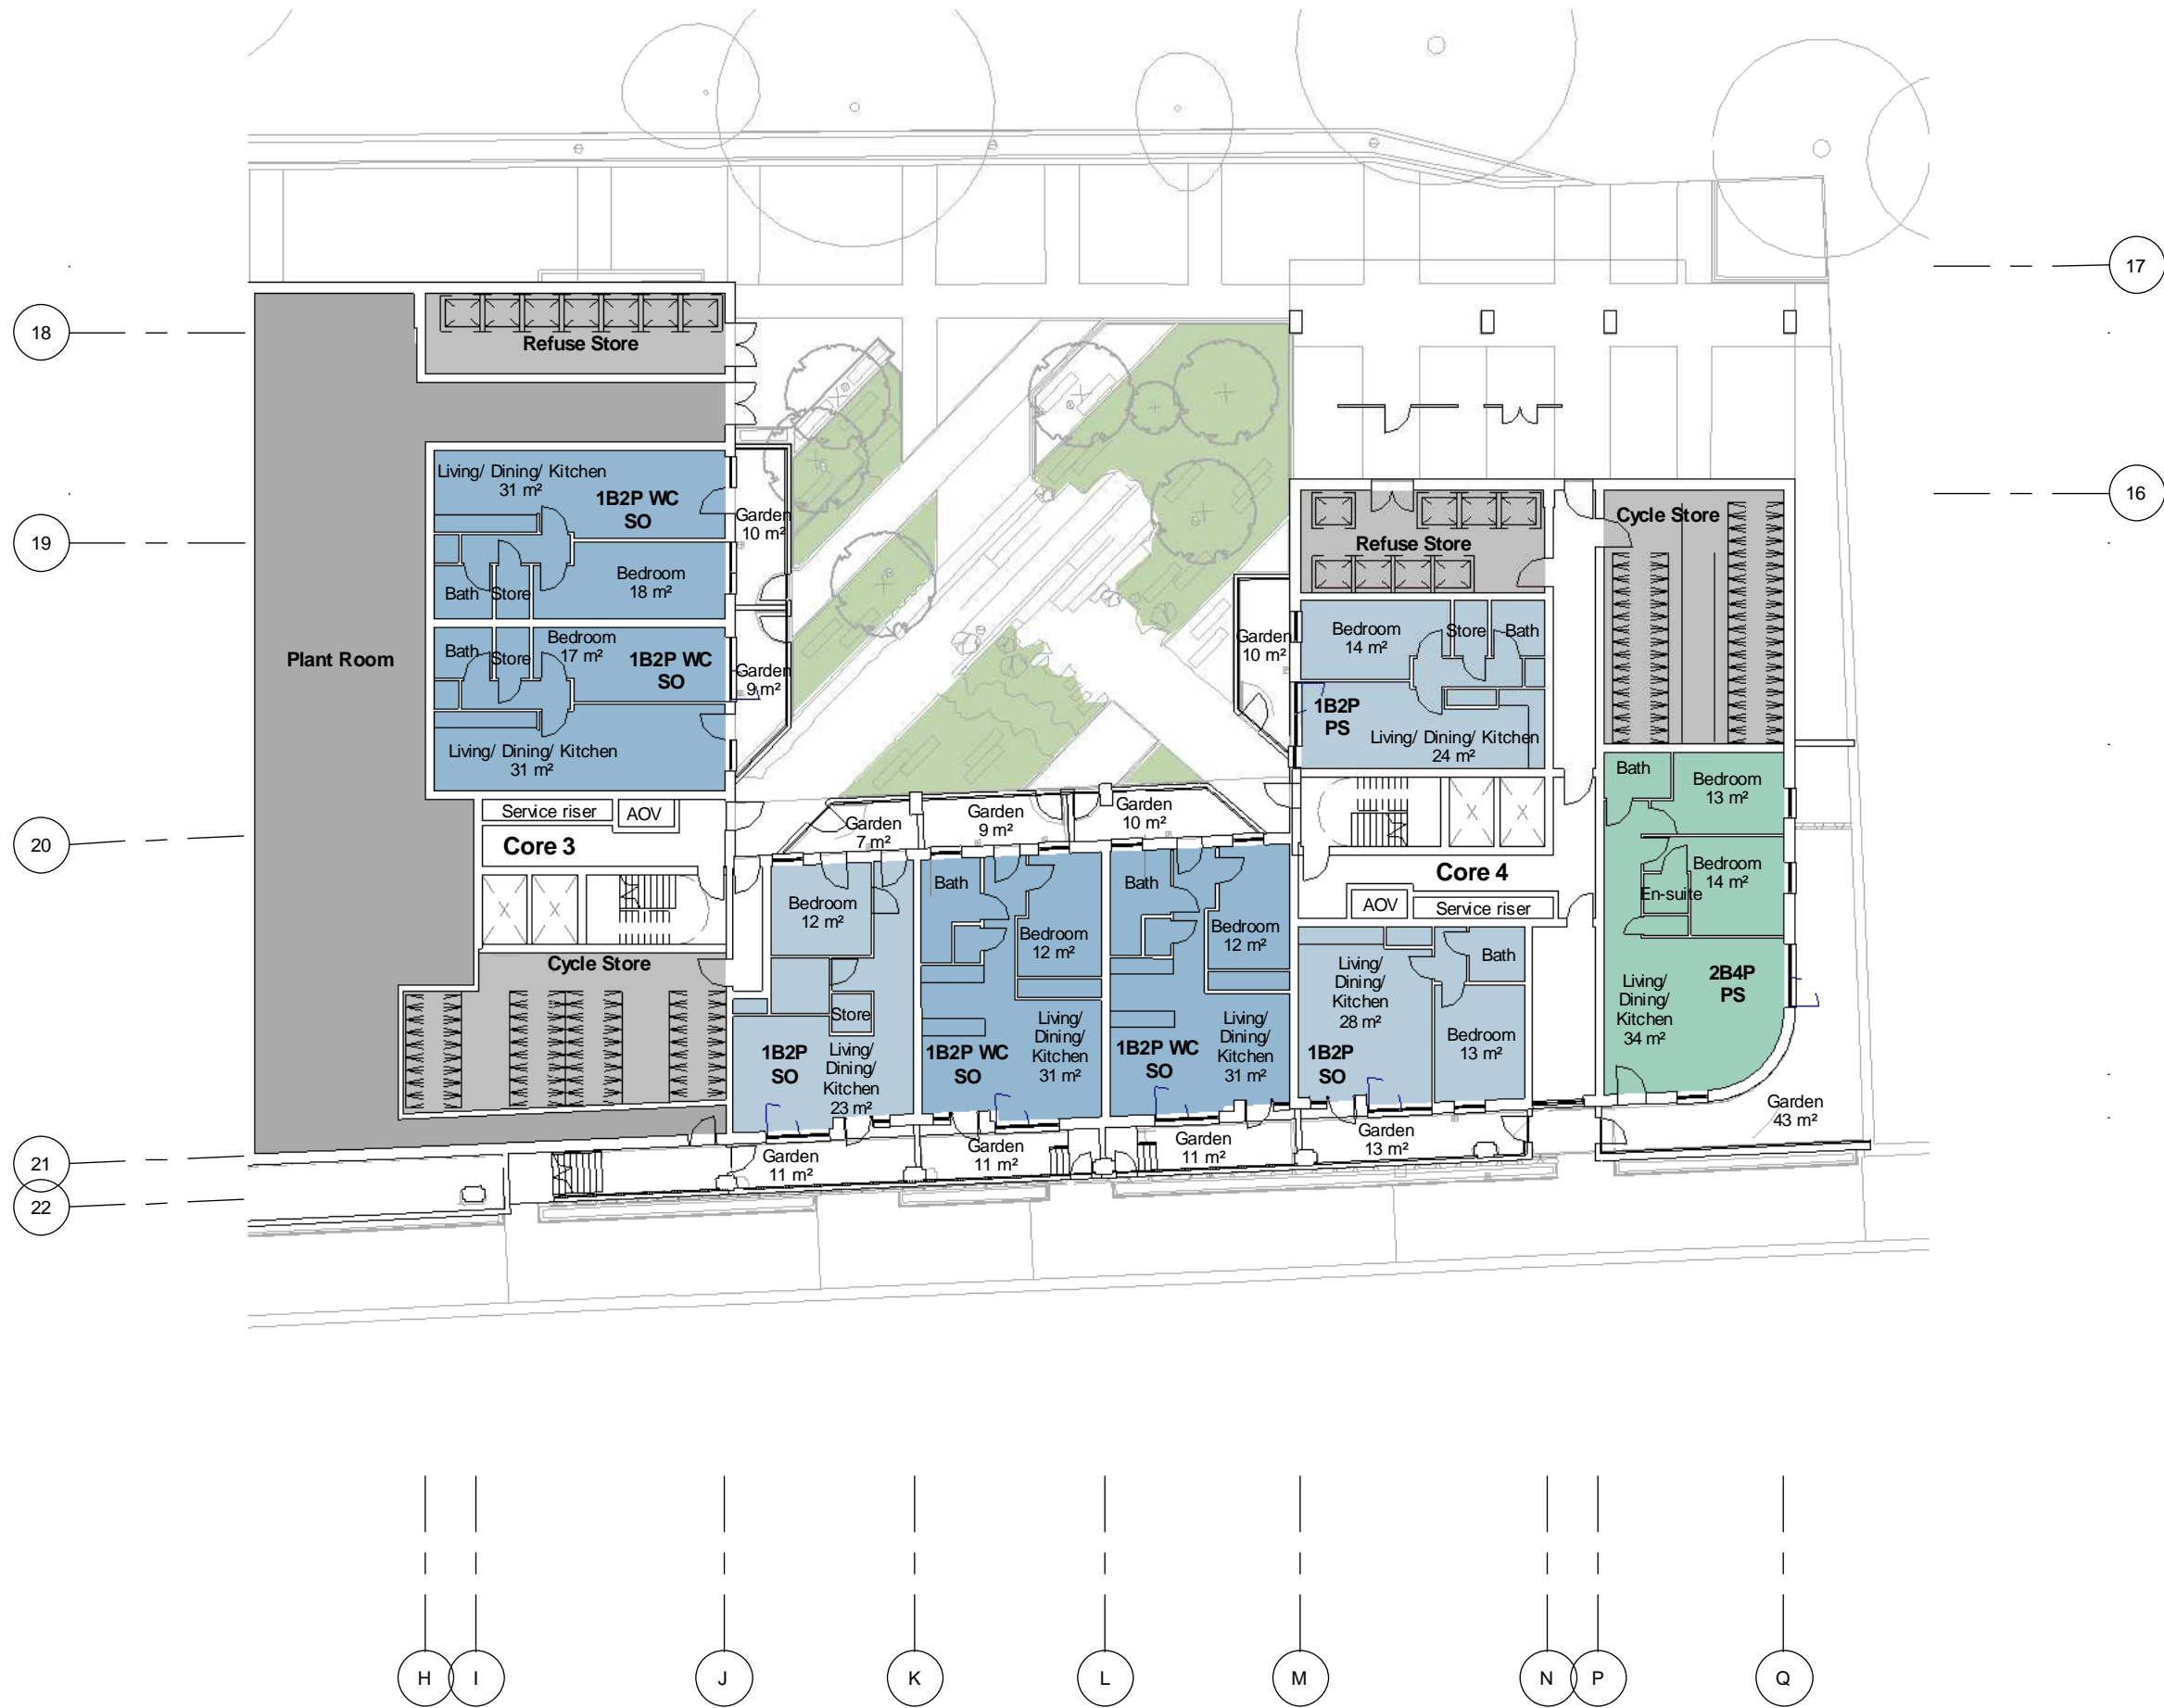 17
18
Refuse Store
Living/ Dining/ Kitchen
31 m²
1B2P WC
SO
Garden
10 m²
16
Cycle Store
19
Refuse Store
Bedroom
18 m²
Bath
Store
Plant Room
Bath
Store
Bedroom
17 m²
1B2P WC
SO
Garden
9 m²
Living/ Dining/ Kitchen
31 m²
Garden
10 m²
Bedroom
14 m²
Store
Bath
1B2P
PS
Living/ Dining/ Kitchen
24 m²
Bath
Bedroom
13 m²
Service riser
AOV
20
Core 3
Garden
7 m²
Garden
9 m²
Garden
10 m²
Core 4
Bedroom
14 m²
En-suite
AOV
Service riser
Bedroom
12 m²
Bath
Bedroom
12 m²
Bath
Bedroom
12 m²
Cycle Store
Living/
Dining/
Kitchen
28 m²
Bath
2B4P
PS
Living/
Dining/
Kitchen
34 m²
Store
1B2P
SO
Living/
Dining/
Kitchen
23 m²
1B2P WC
SO
Living/
Dining/
Kitchen
31 m²
1B2P WC
SO
Living/
Dining/
Kitchen
31 m²
1B2P
SO
Bedroom
13 m²
Garden
43 m²
21
Garden
11 m²
Garden
11 m²
Garden
11 m²
Garden
13 m²
22
H
I
J
K
L
M
N
P
Q